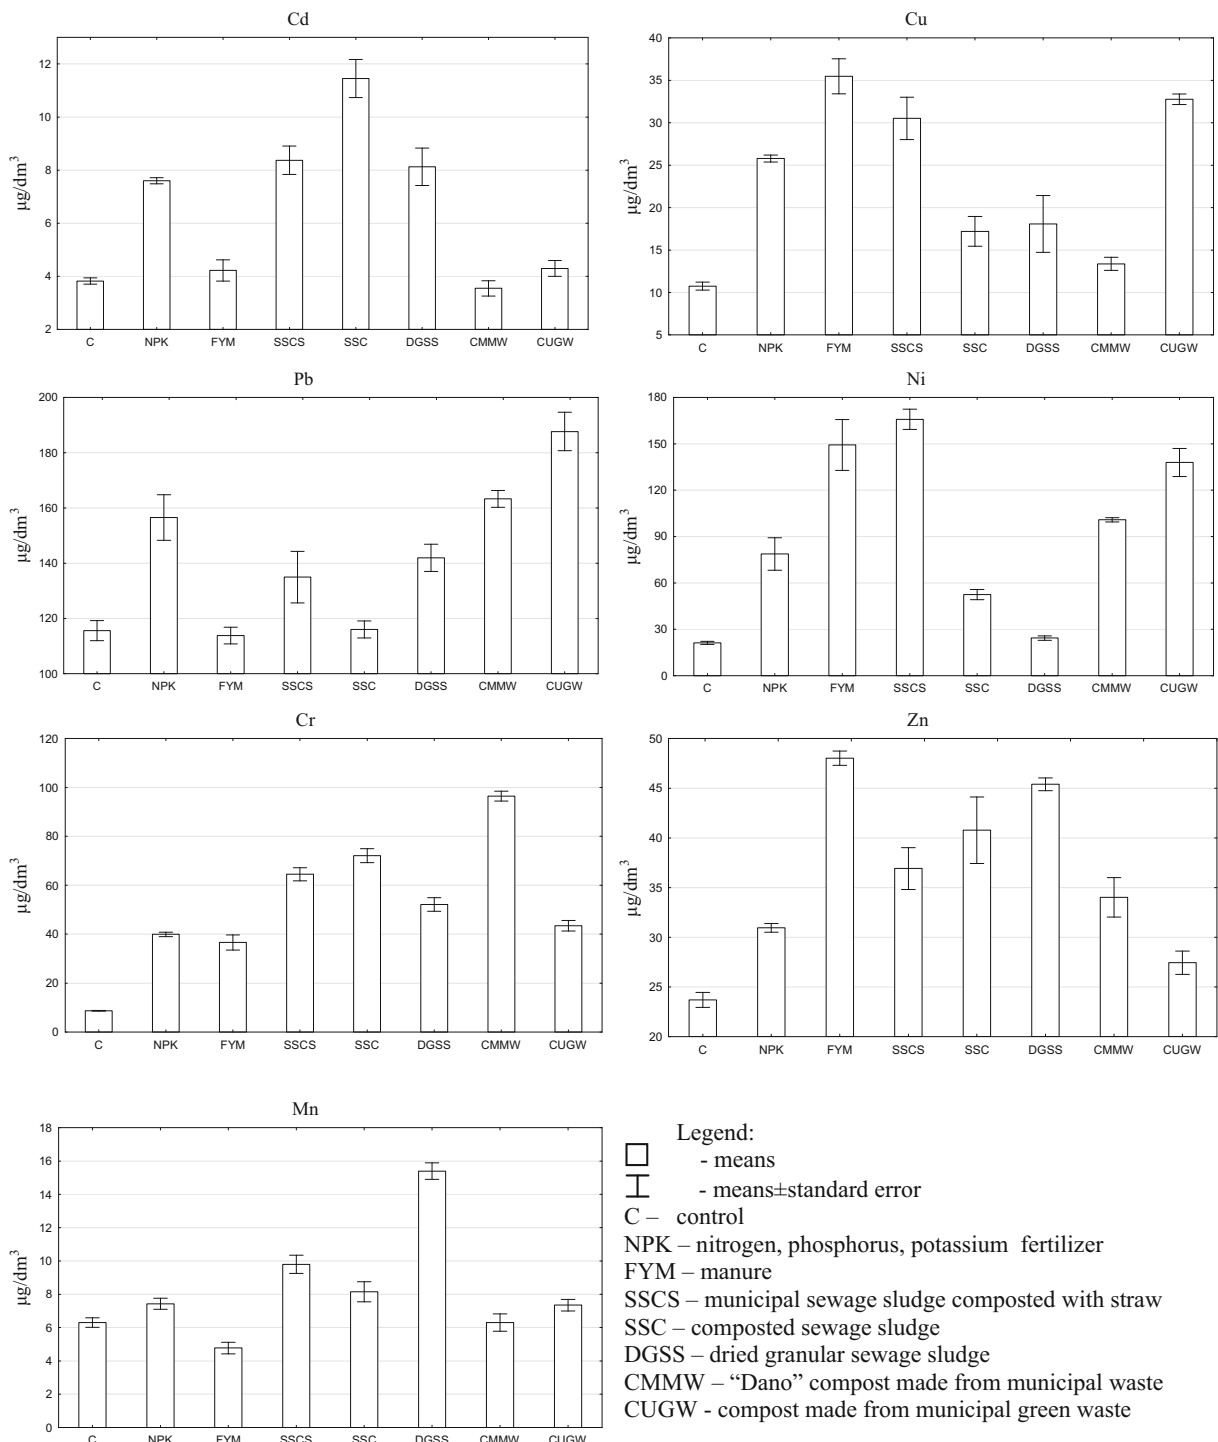 Cd
µg/dm³
12
10
8
6
4
2
C NPK FYM SSCS SSC DGSS CMMW CUGW
Cu
µg/dm³
40
35
30
25
20
15
10
5
C NPK FYM SSCS SSC DGSS CMMW CUGW
Pb
µg/dm³
200
180
160
140
120
100
C NPK FYM SSCS SSC DGSS CMMW CUGW
Ni
µg/dm³
180
150
120
90
60
30
0
C NPK FYM SSCS SSC DGSS CMMW CUGW
Cr
µg/dm³
120
100
80
60
40
20
0
C NPK FYM SSCS SSC DGSS CMMW CUGW
Zn
µg/dm³
50
45
40
35
30
25
20
C NPK FYM SSCS SSC DGSS CMMW CUGW
Mn
µg/dm³
18
16
14
12
10
8
6
4
2
0
C NPK FYM SSCS SSC DGSS CMMW CUGW
Legend:
- means
- means±standard error
C – control
NPK – nitrogen, phosphorus, potassium fertilizer
FYM – manure
SSCS – municipal sewage sludge composted with straw
SSC – composted sewage sludge
DGSS – dried granular sewage sludge
CMMW – “Dano” compost made from municipal waste
CUGW - compost made from municipal green waste